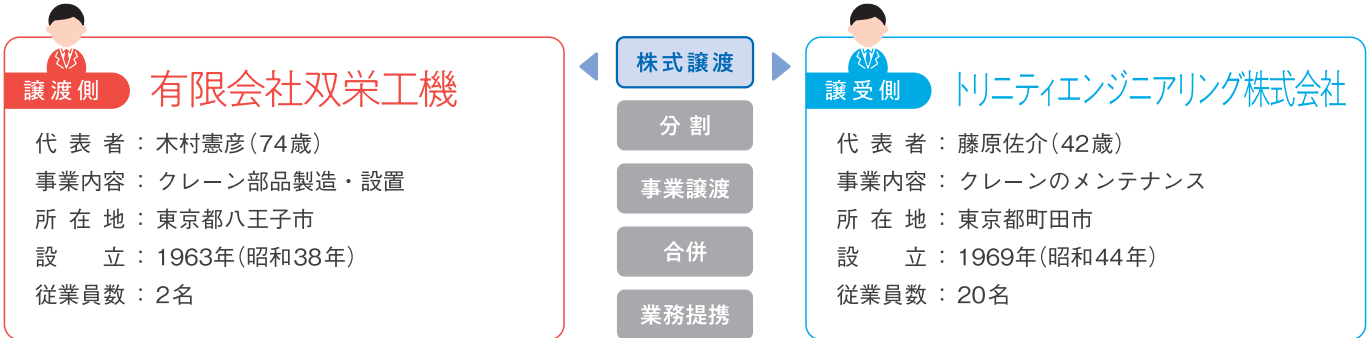 譲渡側
有限会社双栄工機
代表者：木村憲彦（74歳）
事業内容：クレーン部品製造・設置
所在地：東京都八王子市
設立：1963年（昭和38年）
従業員数：2名
株式譲渡
分割
事業譲渡
合併
業務提携
譲受側
トリニティエンジニアリング株式会社
代表者：藤原佐介（42歳）
事業内容：クレーンのメンテナンス
所在地：東京都町田市
設立：1969年（昭和44年）
従業員数：20名